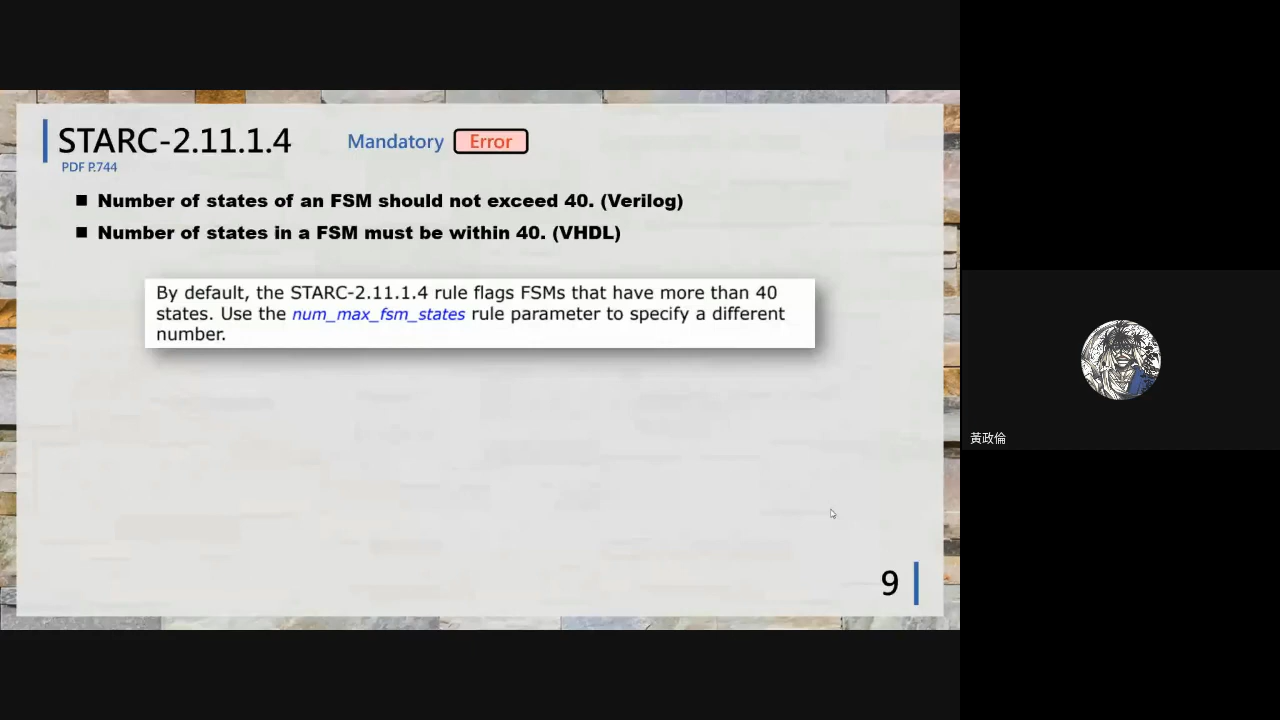 STARC-2.11.1.4 Mandatory Error
PDF P.744
■ Number of states of an FSM should not exceed 40. (Verilog)
■ Number of states in a FSM must be within 40. (VHDL)
By default, the STARC-2.11.1.4 rule flags FSMs that have more than 40
states. Use the num_max_fsm_states rule parameter to specify a different
number.
9
黃政倫